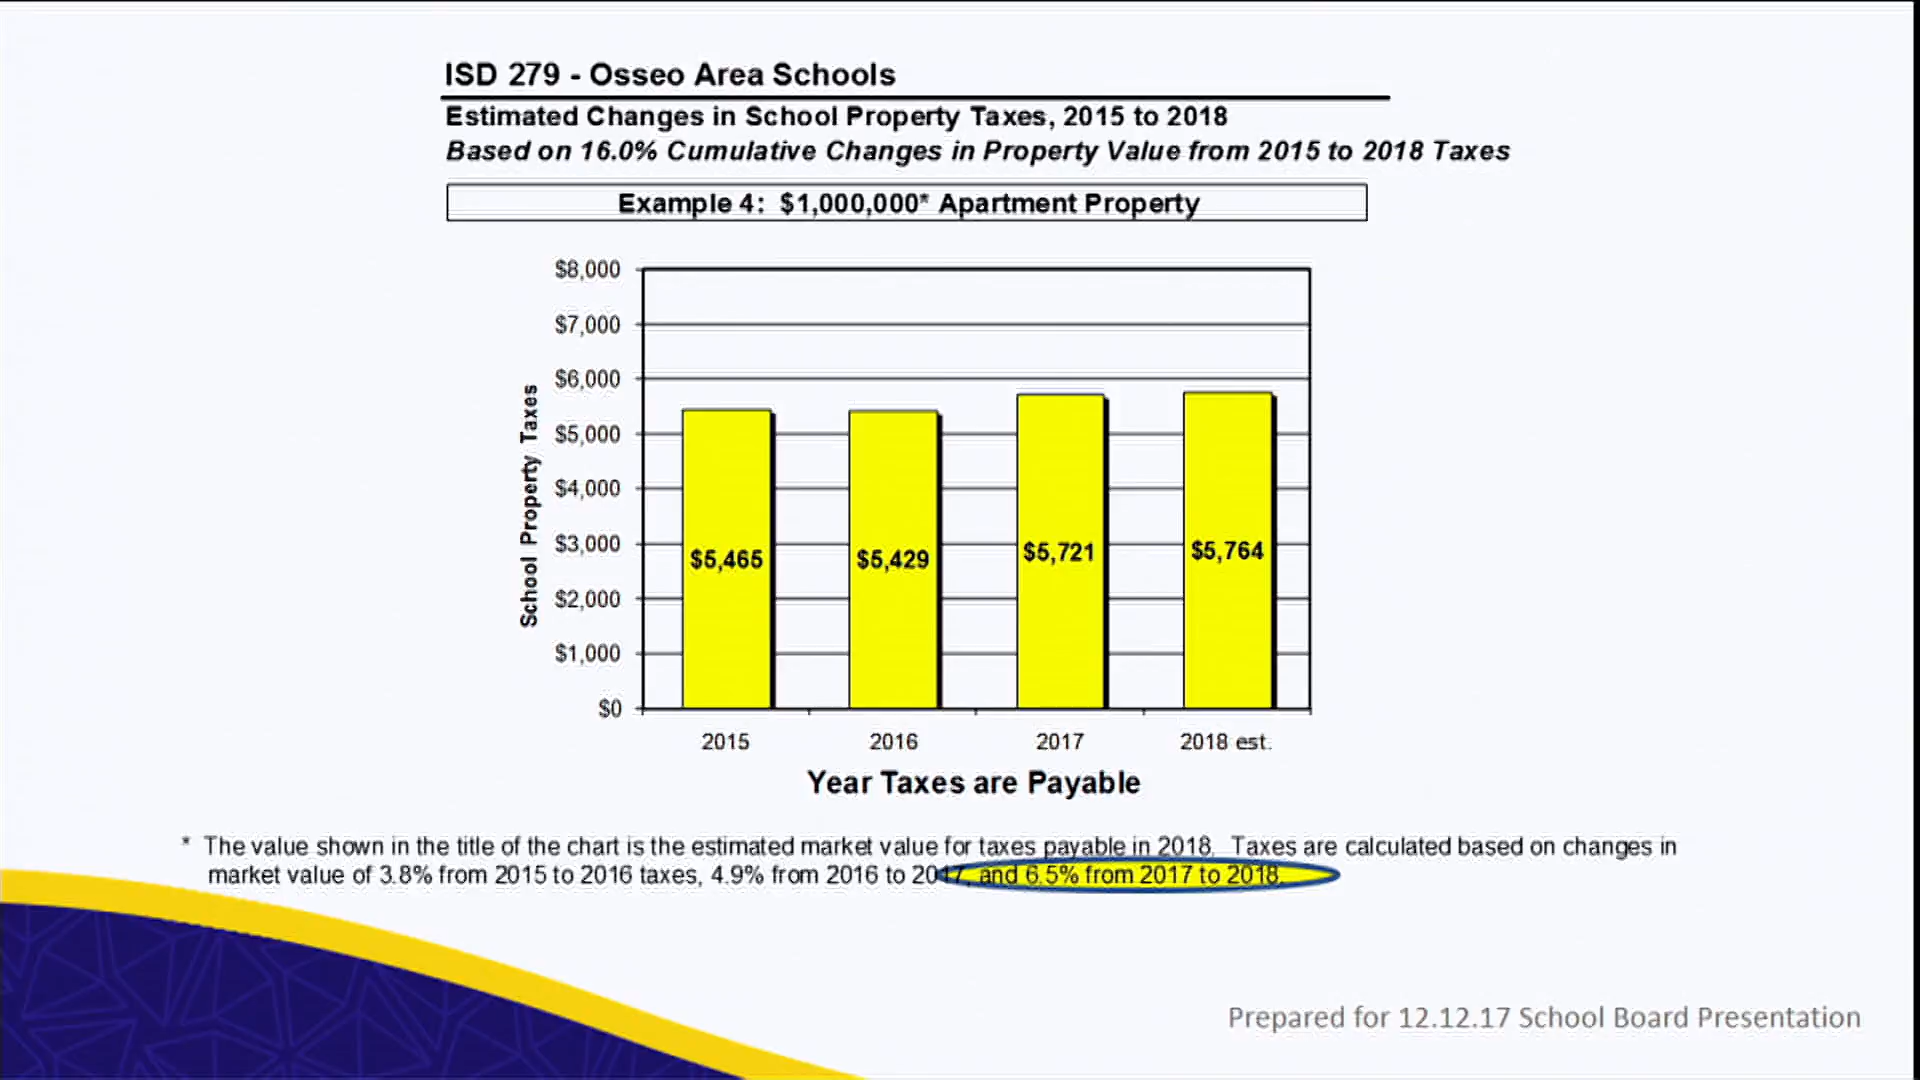 ISD 279 - Osseo Area Schools
Estimated Changes in School Property Taxes, 2015 to 2018
Based on 16.0% Cumulative Changes in Property Value from 2015 to 2018 Taxes
Example 4: $1,000,000* Apartment Property
$8,000
$7,000
$6,000
$5,000
$4,000
$3,000
$2,000
$1,000
$0
School Property Taxes
$5,465
$5,429
$5,721
$5,764
2015
2016
2017
2018 est.
Year Taxes are Payable
* The value shown in the title of the chart is the estimated market value for taxes payable in 2018. Taxes are calculated based on changes in
market value of 3.8% from 2015 to 2016 taxes, 4.9% from 2016 to 2017, and 6.5% from 2017 to 2018.
Prepared for 12.12.17 School Board Presentation